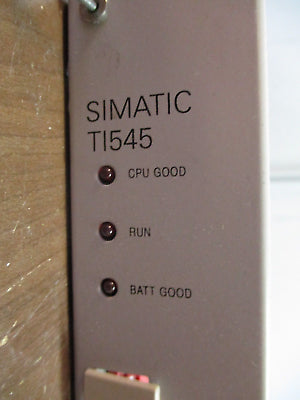 SIMATIC
TI545
CPU GOOD
RUN
BATT GOOD